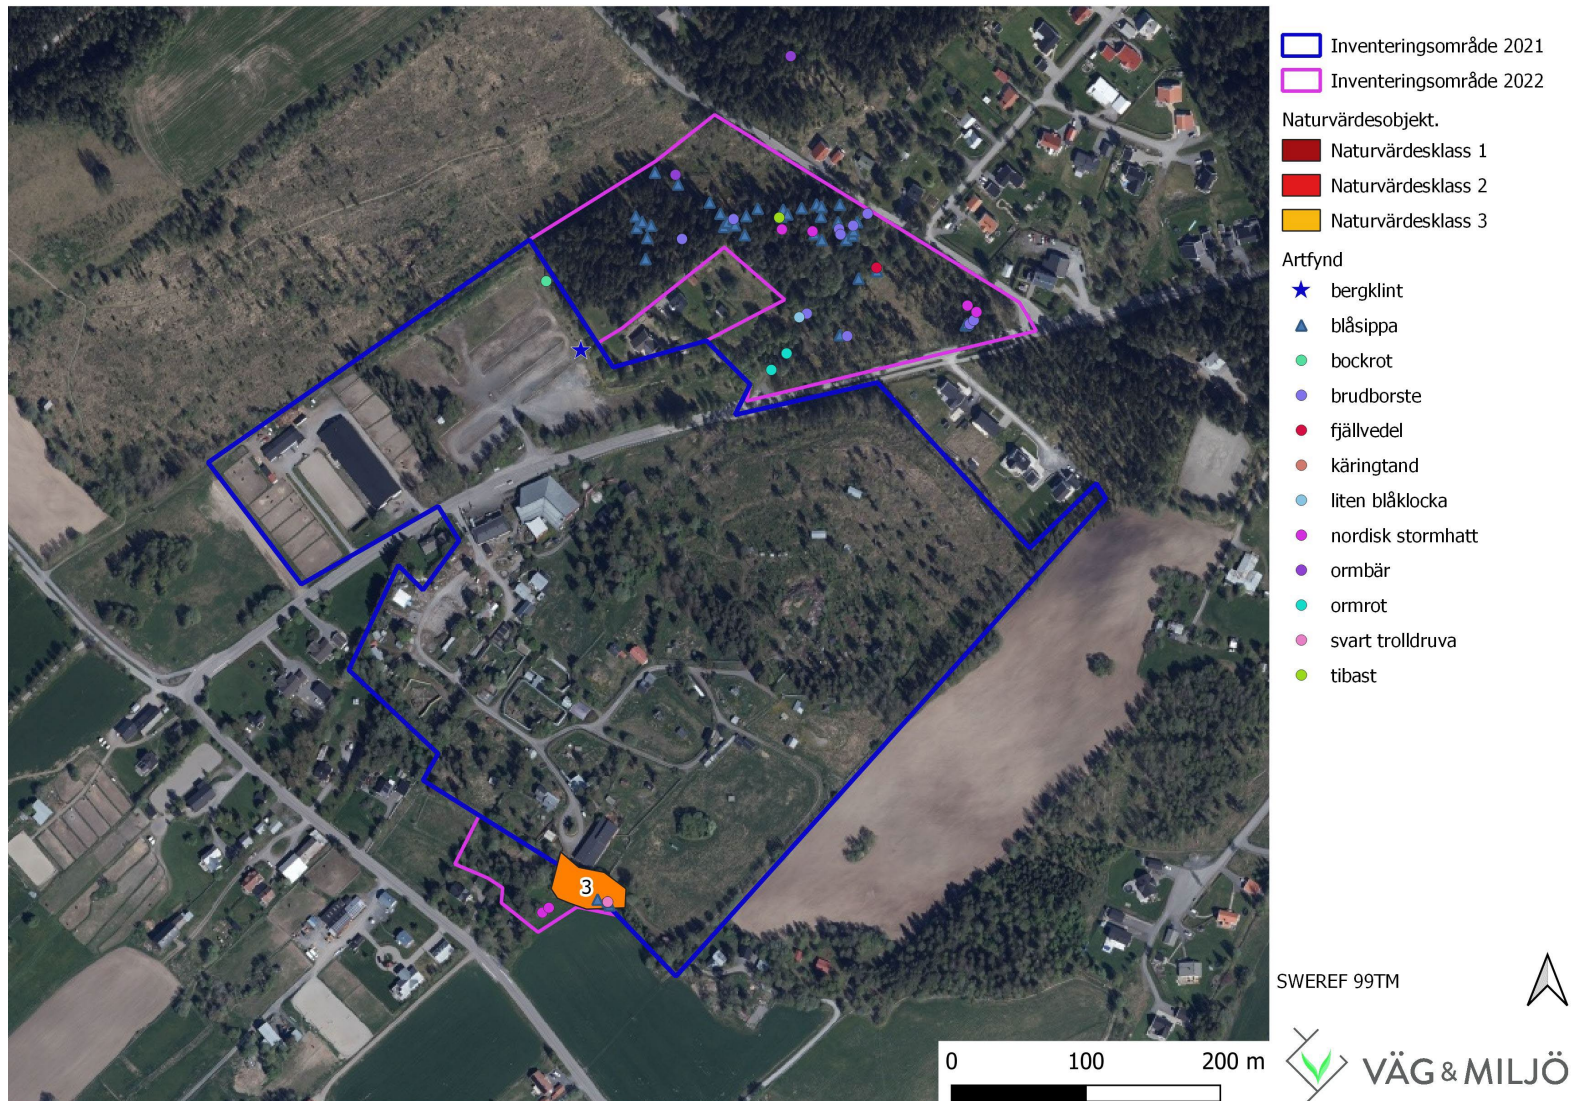 Inventeringsområde 2021
Inventeringsområde 2022
Naturvärdesobjekt.
Naturvärdesklass 1
Naturvärdesklass 2
Naturvärdesklass 3
Artfynd
bergklint
blåsippa
bockrot
brudborste
fjällvedel
käringtand
liten blåklocka
nordisk stormhatt
ormbär
ormrot
svart trolldruva
tibast
3
SWEREF 99TM
0 100 200 m
VÄG & MILJÖ